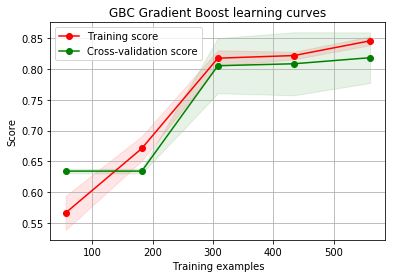 GBC Gradient Boost learning curves
Training score
Cross-validation score
0.85
0.80
0.75
0.70
0.65
0.60
0.55
Score
100 200 300 400 500
Training examples